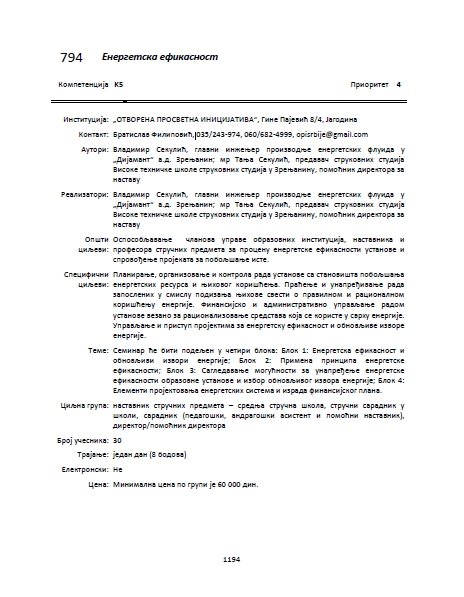 794 Енергетска ефикасност
Компетенција K5 Приоритет 4
Институција: „ОТВОРЕНА ПРОСВЕТНА ИНИЦИЈАТИВА“, Гине Пајевић 8/4, Јагодина
Контакт: Братислав Филиповић, 035/243-974, 060/682-4999, opisrbije@gmail.com
Аутори: Владимир Секулић, главни инжењер производње енергетских флуида у
„Дијамант“ а.д. Зрењанин; мр Тања Секулић, предавач струковних студија
Високе техничке школе струковних студија у Зрењанину, помоћник директора за
наставу
Реализатори: Владимир Секулић, главни инжењер производње енергетских флуида у
„Дијамант“ а.д. Зрењанин; мр Тања Секулић, предавач струковних студија
Високе техничке школе струковних студија у Зрењанину, помоћник директора за
наставу
Општи Оспособљавање чланова управе образовних институција, наставника и
циљеви: професора стручних предмета за процену енергетске ефикасности установе и
спровођење пројеката за побољшање исте.
Специфични Планирање, организовање и контрола рада установе са становишта побољшања
циљеви: енергетских ресурса и њиховог коришћења. Праћење и унапређивање рада
запослених у смислу подизања њихове свести о правилном и рационалном
коришћењу енергије. Финансијско и административно управљање радом
установе везано за рационализовање средстава која се користе у сврху енергије.
Управљање и приступ пројектима за енергетску ефикасност и обновљиве изворе
енергије.
Теме: Семинар ће бити подељен у четири блока: Блок 1: Енергетска ефикасност и
обновљиви извори енергије; Блок 2: Примена принципа енергетске
ефикасности; Блок 3: Сагледавање могућности за унапређење енергетске
ефикасности образовне установе и избор обновљивог извора енергије; Блок 4:
Елементи пројектовања енергетских система и израда финансијског плана.
Циљна група: наставник стручних предмета – средња стручна школа, стручни сарадник у
школи, сарадник (педагошки, андрагошки асистент и помоћни наставник),
директор/помоћник директора
Број учесника: 30
Трајање: један дан (8 бодова)
Електронски: Не
Цена: Минимална цена по групи је 60 000 дин.
1194